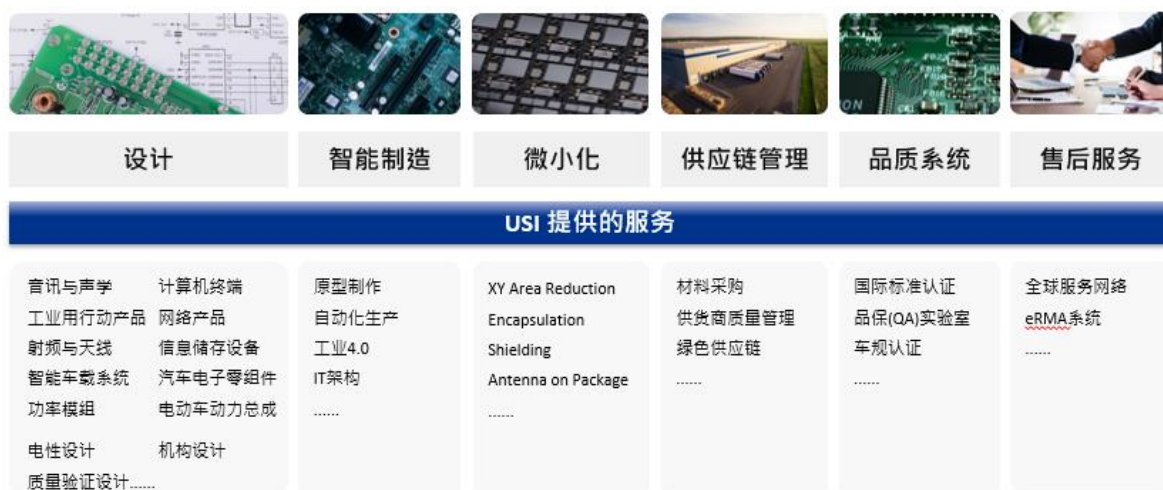 设计
智能制造
微小化
供应链管理
品质系统
售后服务
USI 提供的服务
音讯与声学 计算机终端
工业用行动产品 网络产品
射频与天线 信息储存设备
智能车载系统 汽车电子零组件
功率模组 电动车动力总成
电性设计 机构设计
质量验证设计......
原型制作
自动化生产
工业4.0
IT架构
......
XY Area Reduction
Encapsulation
Shielding
Antenna on Package
......
材料采购
供货商质量管理
绿色供应链
......
国际标准认证
品保(QA)实验室
车规认证
......
全球服务网络
eRMA系统
......